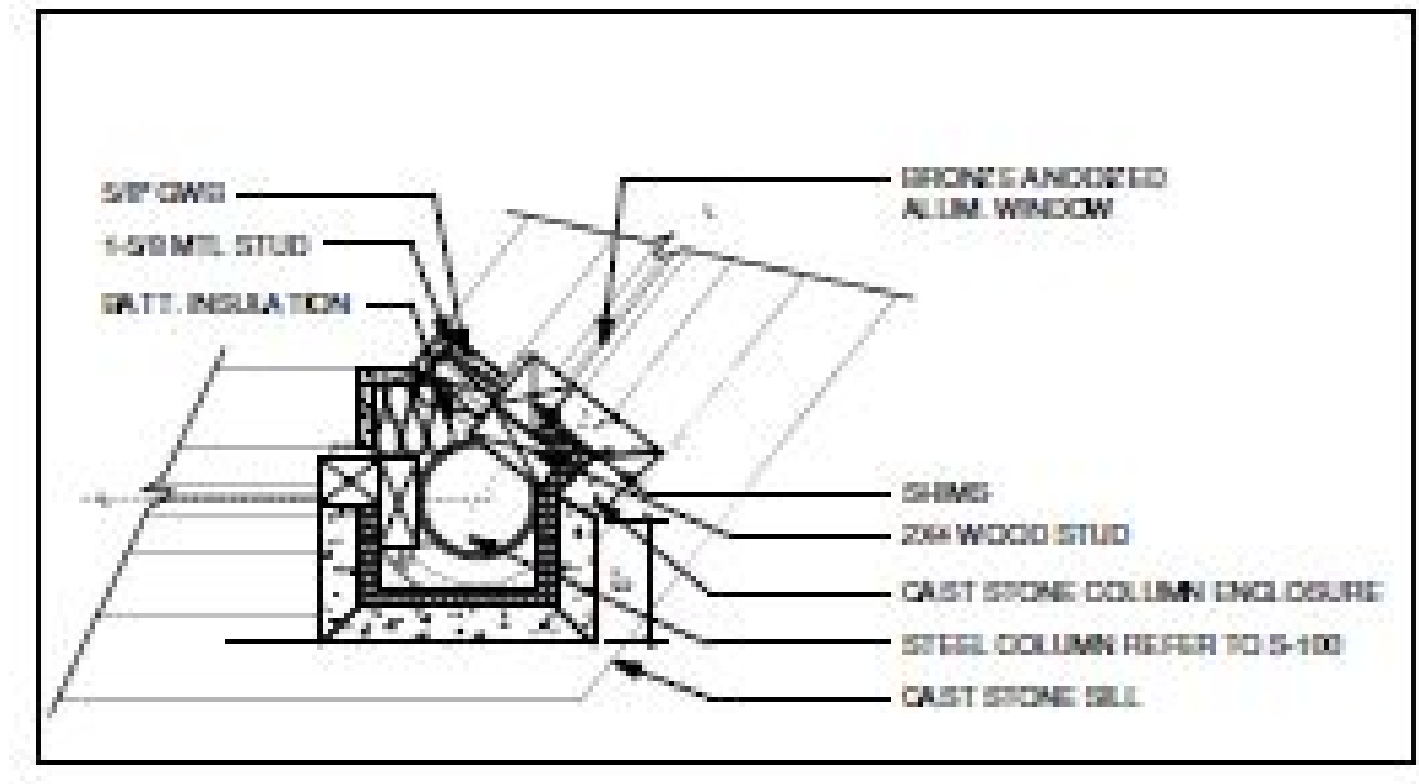 5/8" GWB
1-5/8 MTL STUD
BATT. INSULATION
BRONZE ANODIZED
ALUM. WINDOW
SHIMS
2X4 WOOD STUD
CAST STONE COLUMN ENCLOSURE
STEEL COLUMN REFER TO S-100
CAST STONE SILL